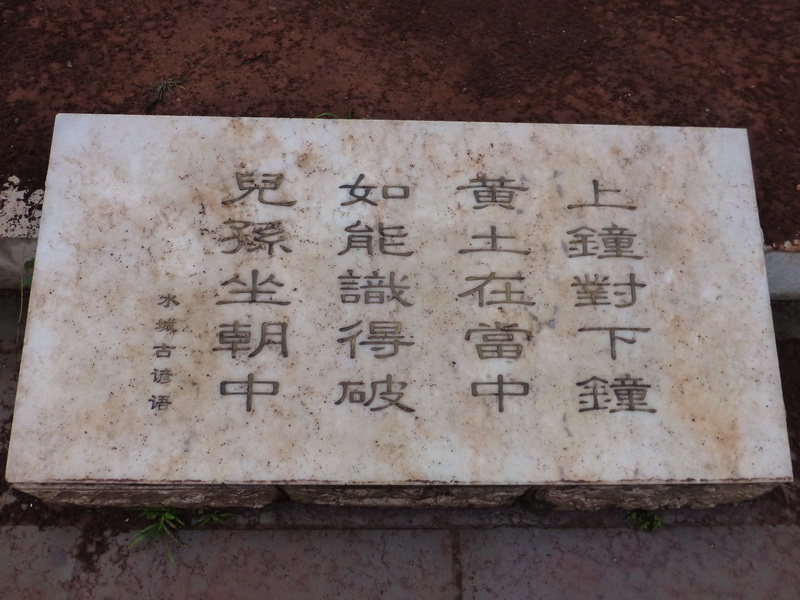 上鐘對下鐘
黄土在當中
如能識得破
兒孫坐朝中
水城古谚语